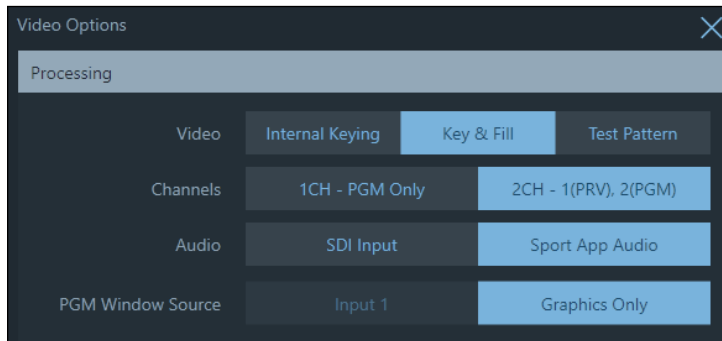 Video Options
Processing
Video Internal Keying Key & Fill Test Pattern
Channels 1CH - PGM Only 2CH - 1(PRV), 2(PGM)
Audio SDI Input Sport App Audio
PGM Window Source Input 1 Graphics Only